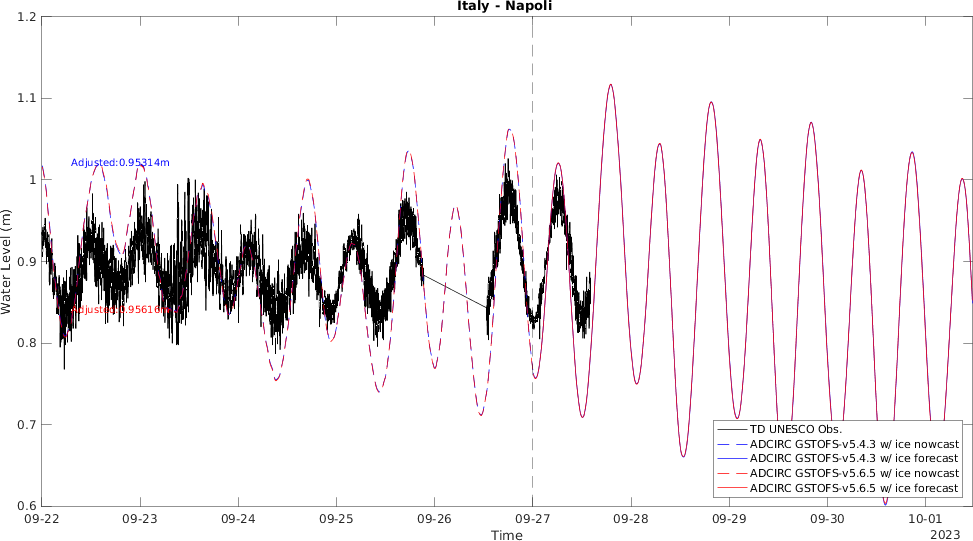 Italy - Napoli
1.2
1.1
1
0.9
0.8
0.7
0.6
Water Level (m)
Adjusted:0.95314m
Adjusted:0.95616m
TD UNESCO Obs.
ADCIRC GSTOFS-v5.4.3 w/ ice nowcast
ADCIRC GSTOFS-v5.4.3 w/ ice forecast
ADCIRC GSTOFS-v5.6.5 w/ ice nowcast
ADCIRC GSTOFS-v5.6.5 w/ ice forecast
09-22 09-23 09-24 09-25 09-26 09-27 09-28 09-29 09-30 10-01
Time
2023